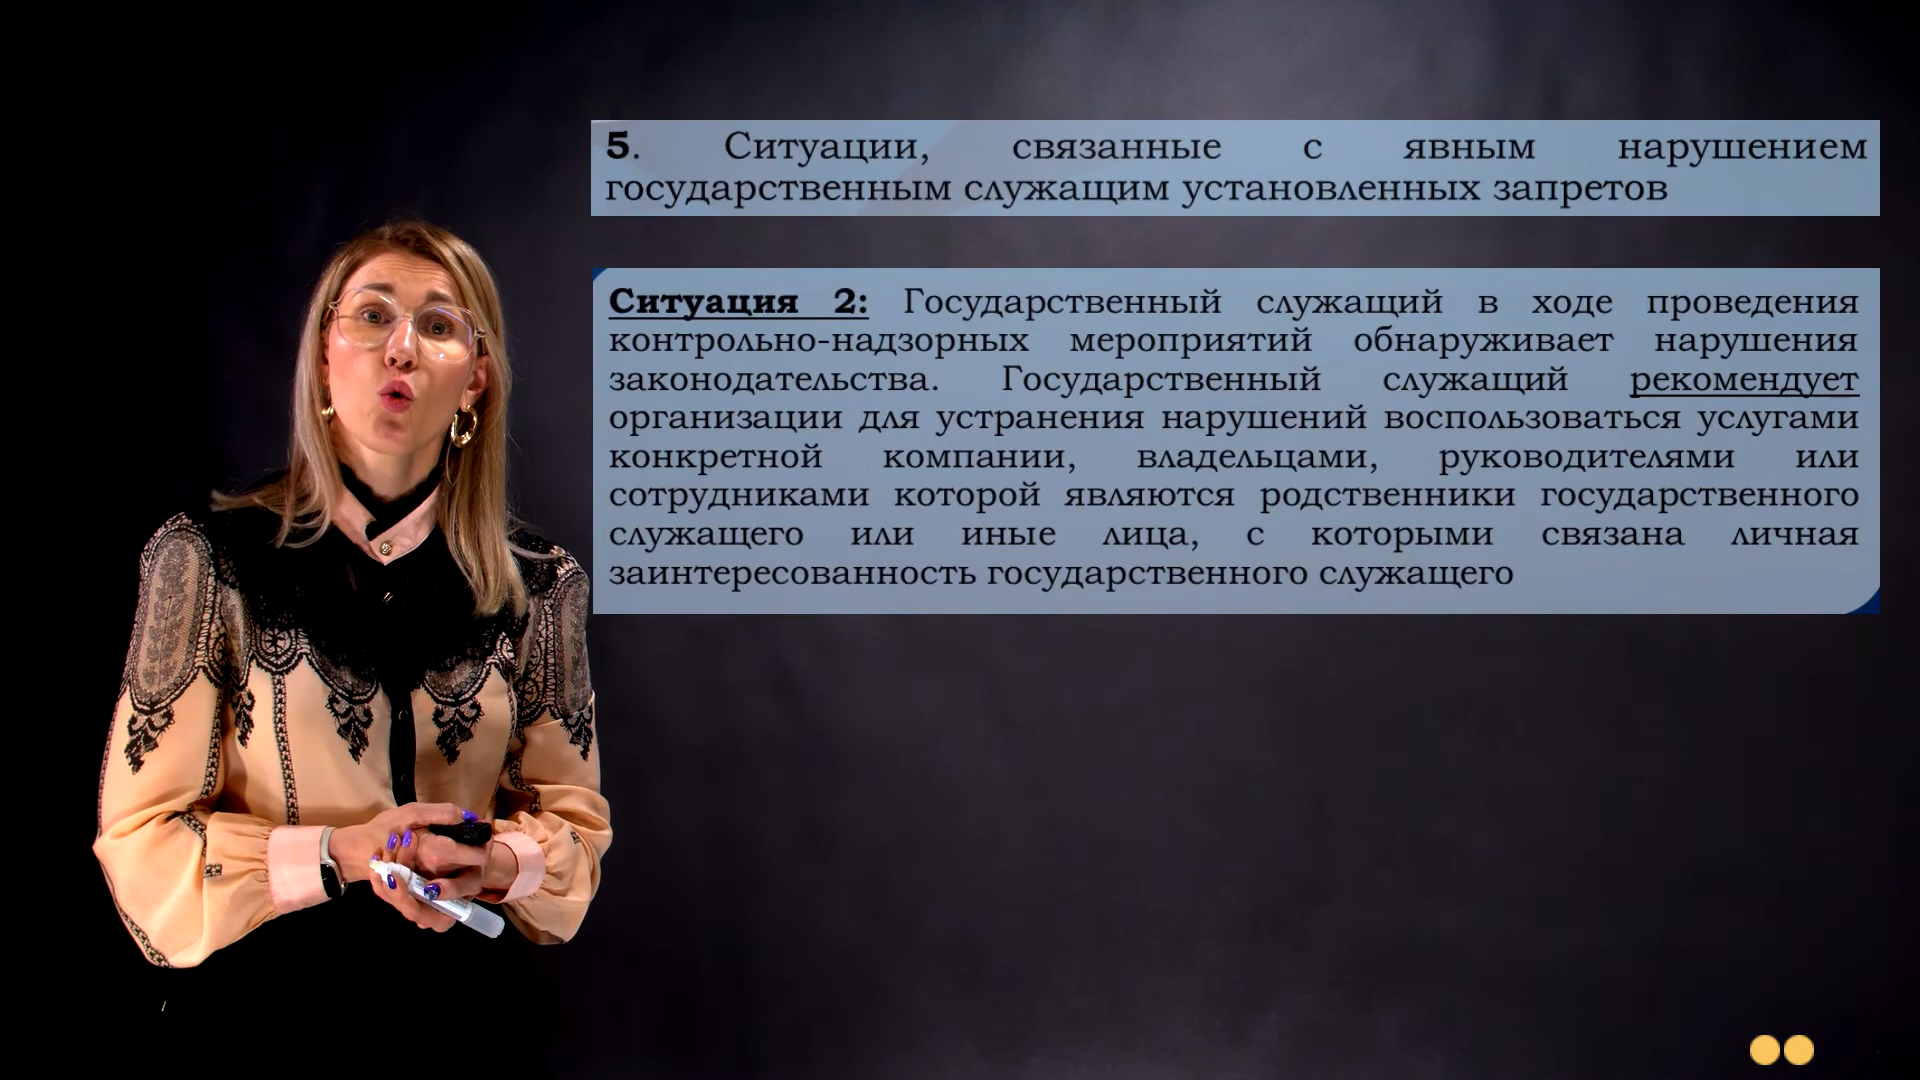 5. Ситуации, связанные с явным нарушением
государственным служащим установленных запретов
Ситуация 2: Государственный служащий в ходе проведения
контрольно-надзорных мероприятий обнаруживает нарушения
законодательства. Государственный служащий рекомендует
организации для устранения нарушений воспользоваться услугами
конкретной компании, владельцами, руководителями или
сотрудниками которой являются родственники государственного
служащего или иные лица, с которыми связана личная
заинтересованность государственного служащего